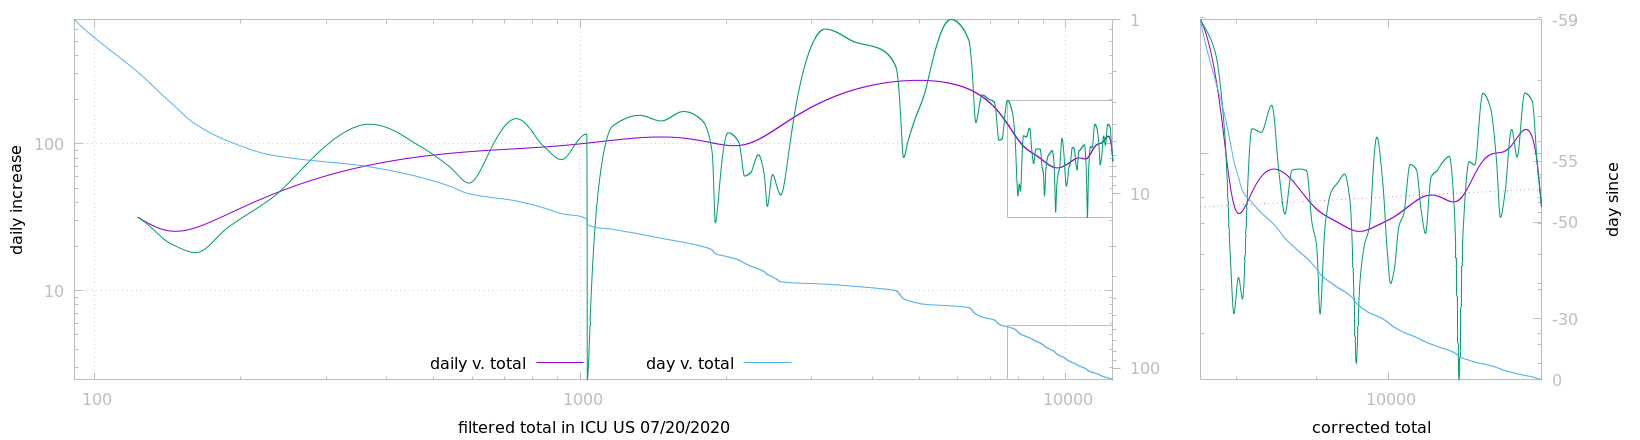 daily increase
100
10
daily v. total
day v. total
100
1000
10000
1
10
100
filtered total in ICU US 07/20/2020
-59
-55
-50
-30
0
10000
day since
corrected total